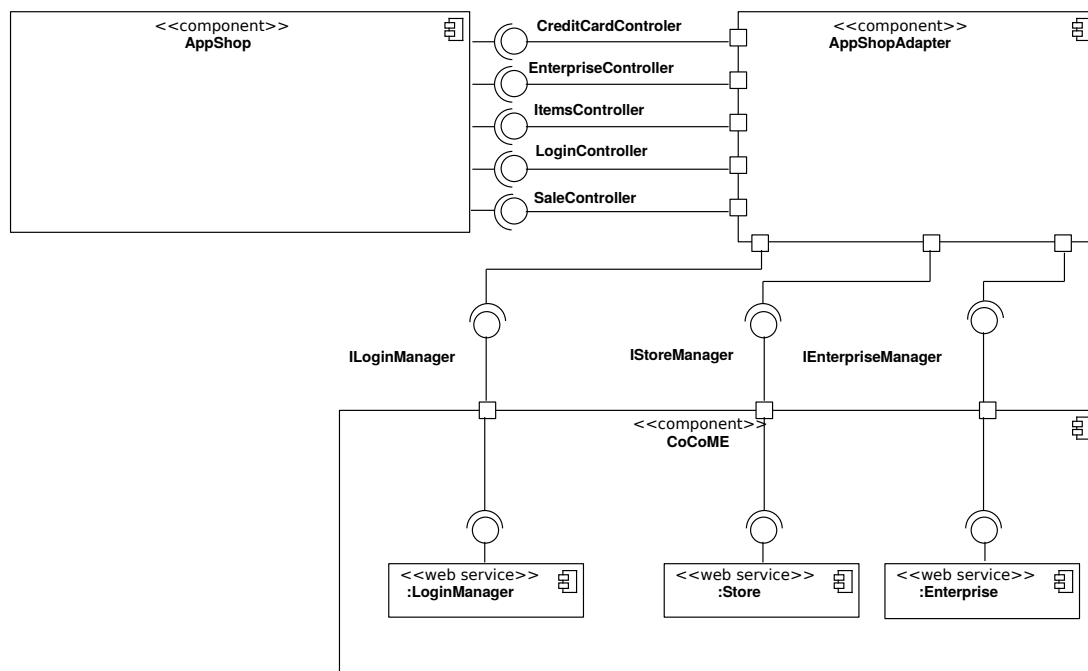 <<component>>
AppShop
CreditCardControler
EnterpriseController
ItemsController
LoginController
SaleController
<<component>>
AppShopAdapter
ILoginManager
IStoreManager
IEnterpriseManager
<<component>>
CoCoME
<<web service>>
:LoginManager
<<web service>>
:Store
<<web service>>
:Enterprise